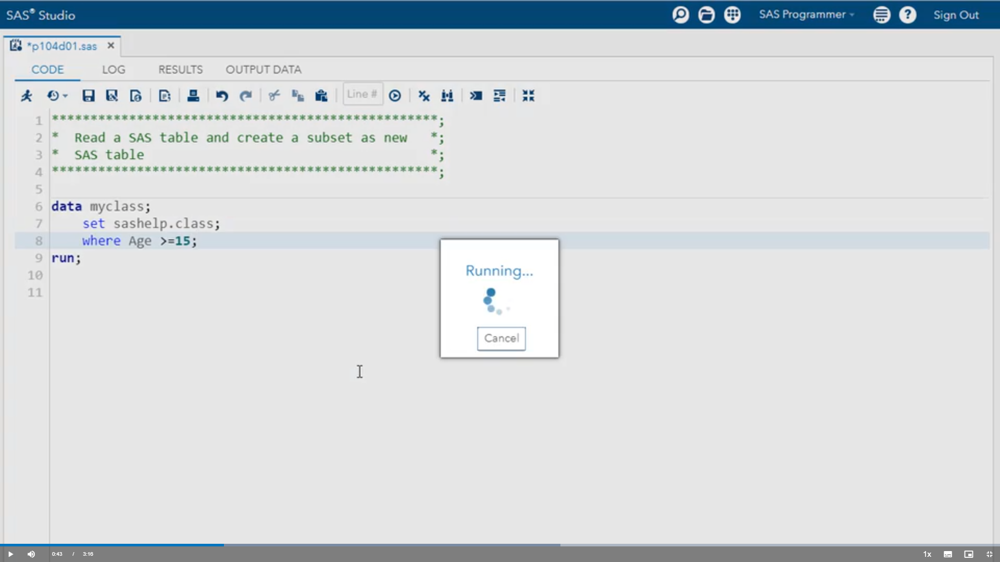 SAS® Studio
SAS Programmer
Sign Out
*p104d01.sas
CODE LOG RESULTS OUTPUT DATA
Line #
1 **************************************************;
2 *  Read a SAS table and create a subset as new   *;
3 *  SAS table                                     *;
4 **************************************************;
5
6 data myclass;
7     set sashelp.class;
8     where Age >=15;
9 run;
10
11
Running...
Cancel
0:43 / 3:16
1x